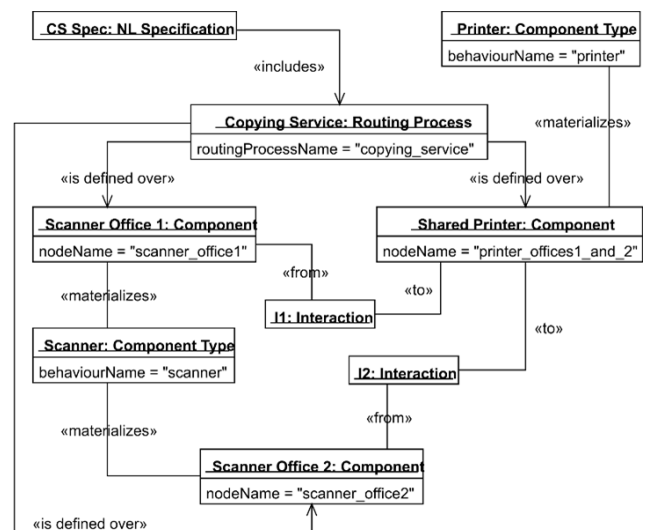 CS Spec: NL Specification
Printer: Component Type
behaviourName = "printer"
«includes»
Copying Service: Routing Process
routingProcessName = "copying_service"
«materializes»
«is defined over»
«is defined over»
Scanner Office 1: Component
nodeName = "scanner_office1"
Shared Printer: Component
nodeName = "printer_offices1_and_2"
«from»
«to»
«materializes»
I1: Interaction
«to»
Scanner: Component Type
behaviourName = "scanner"
I2: Interaction
«from»
«materializes»
Scanner Office 2: Component
nodeName = "scanner_office2"
«is defined over»